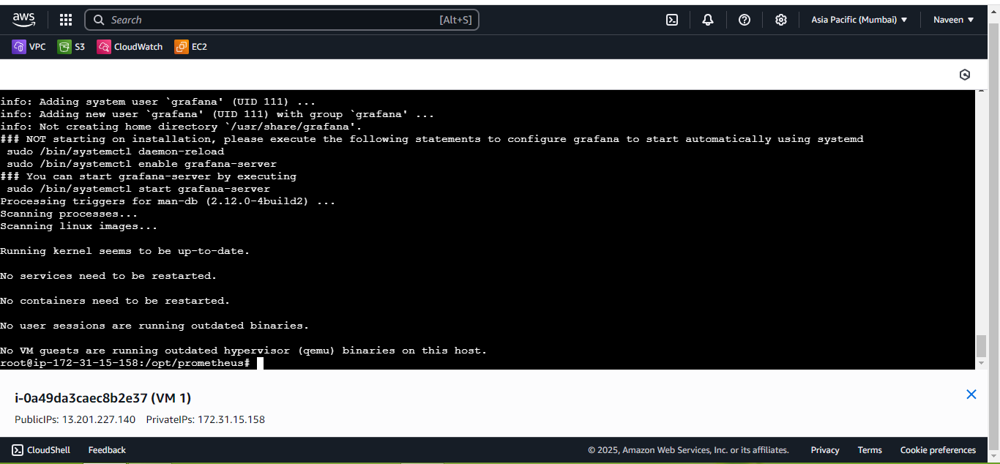 aws
Search [Alt+S] Asia Pacific (Mumbai) Naveen
VPC S3 CloudWatch EC2
info: Adding system user `grafana' (UID 111) ...
info: Adding new user `grafana' (UID 111) with group `grafana' ...
info: Not creating home directory `/usr/share/grafana'.
### NOT starting on installation, please execute the following statements to configure grafana to start automatically using systemd
 sudo /bin/systemctl daemon-reload
 sudo /bin/systemctl enable grafana-server
### You can start grafana-server by executing
 sudo /bin/systemctl start grafana-server
Processing triggers for man-db (2.12.0-4build2) ...
Scanning processes...
Scanning linux images...
Running kernel seems to be up-to-date.
No services need to be restarted.
No containers need to be restarted.
No user sessions are running outdated binaries.
No VM guests are running outdated hypervisor (qemu) binaries on this host.
root@ip-172-31-15-158:/opt/prometheus#
i-0a49da3caec8b2e37 (VM 1)
PublicIPs: 13.201.227.140 PrivateIPs: 172.31.15.158
CloudShell Feedback © 2025, Amazon Web Services, Inc. or its affiliates. Privacy Terms Cookie preferences